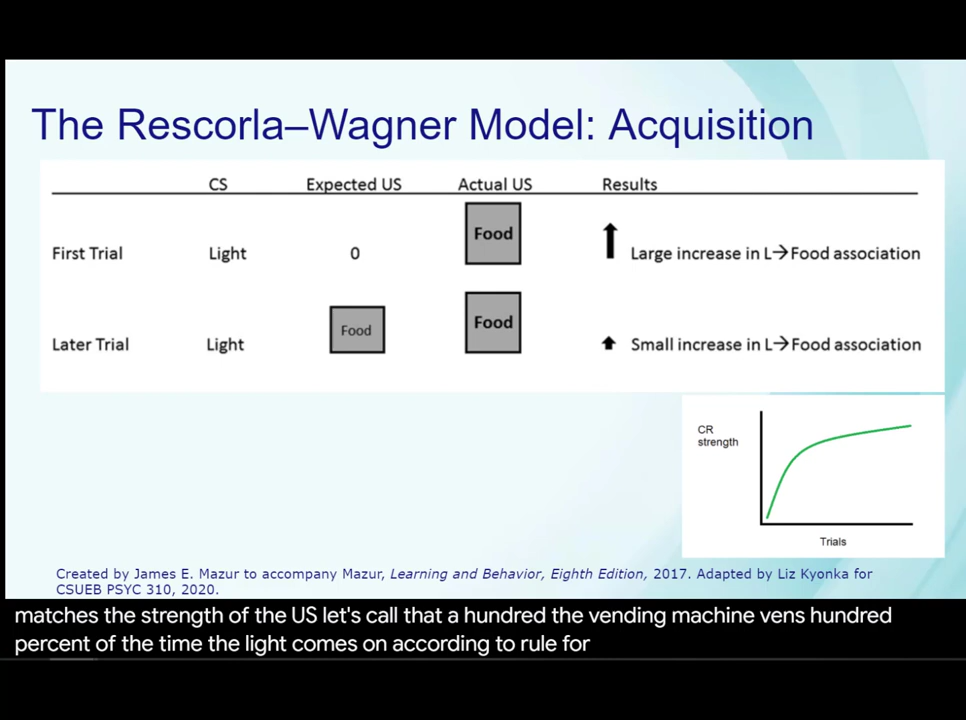 The Rescorla–Wagner Model: Acquisition
CS Expected US Actual US Results
First Trial Light 0 Food Large increase in L→Food association
Later Trial Light Food Food Small increase in L→Food association
CR
strength
Trials
Created by James E. Mazur to accompany Mazur, Learning and Behavior, Eighth Edition, 2017. Adapted by Liz Kyonka for
CSUEB PSYC 310, 2020.
matches the strength of the US let's call that a hundred the vending machine vens hundred
percent of the time the light comes on according to rule for